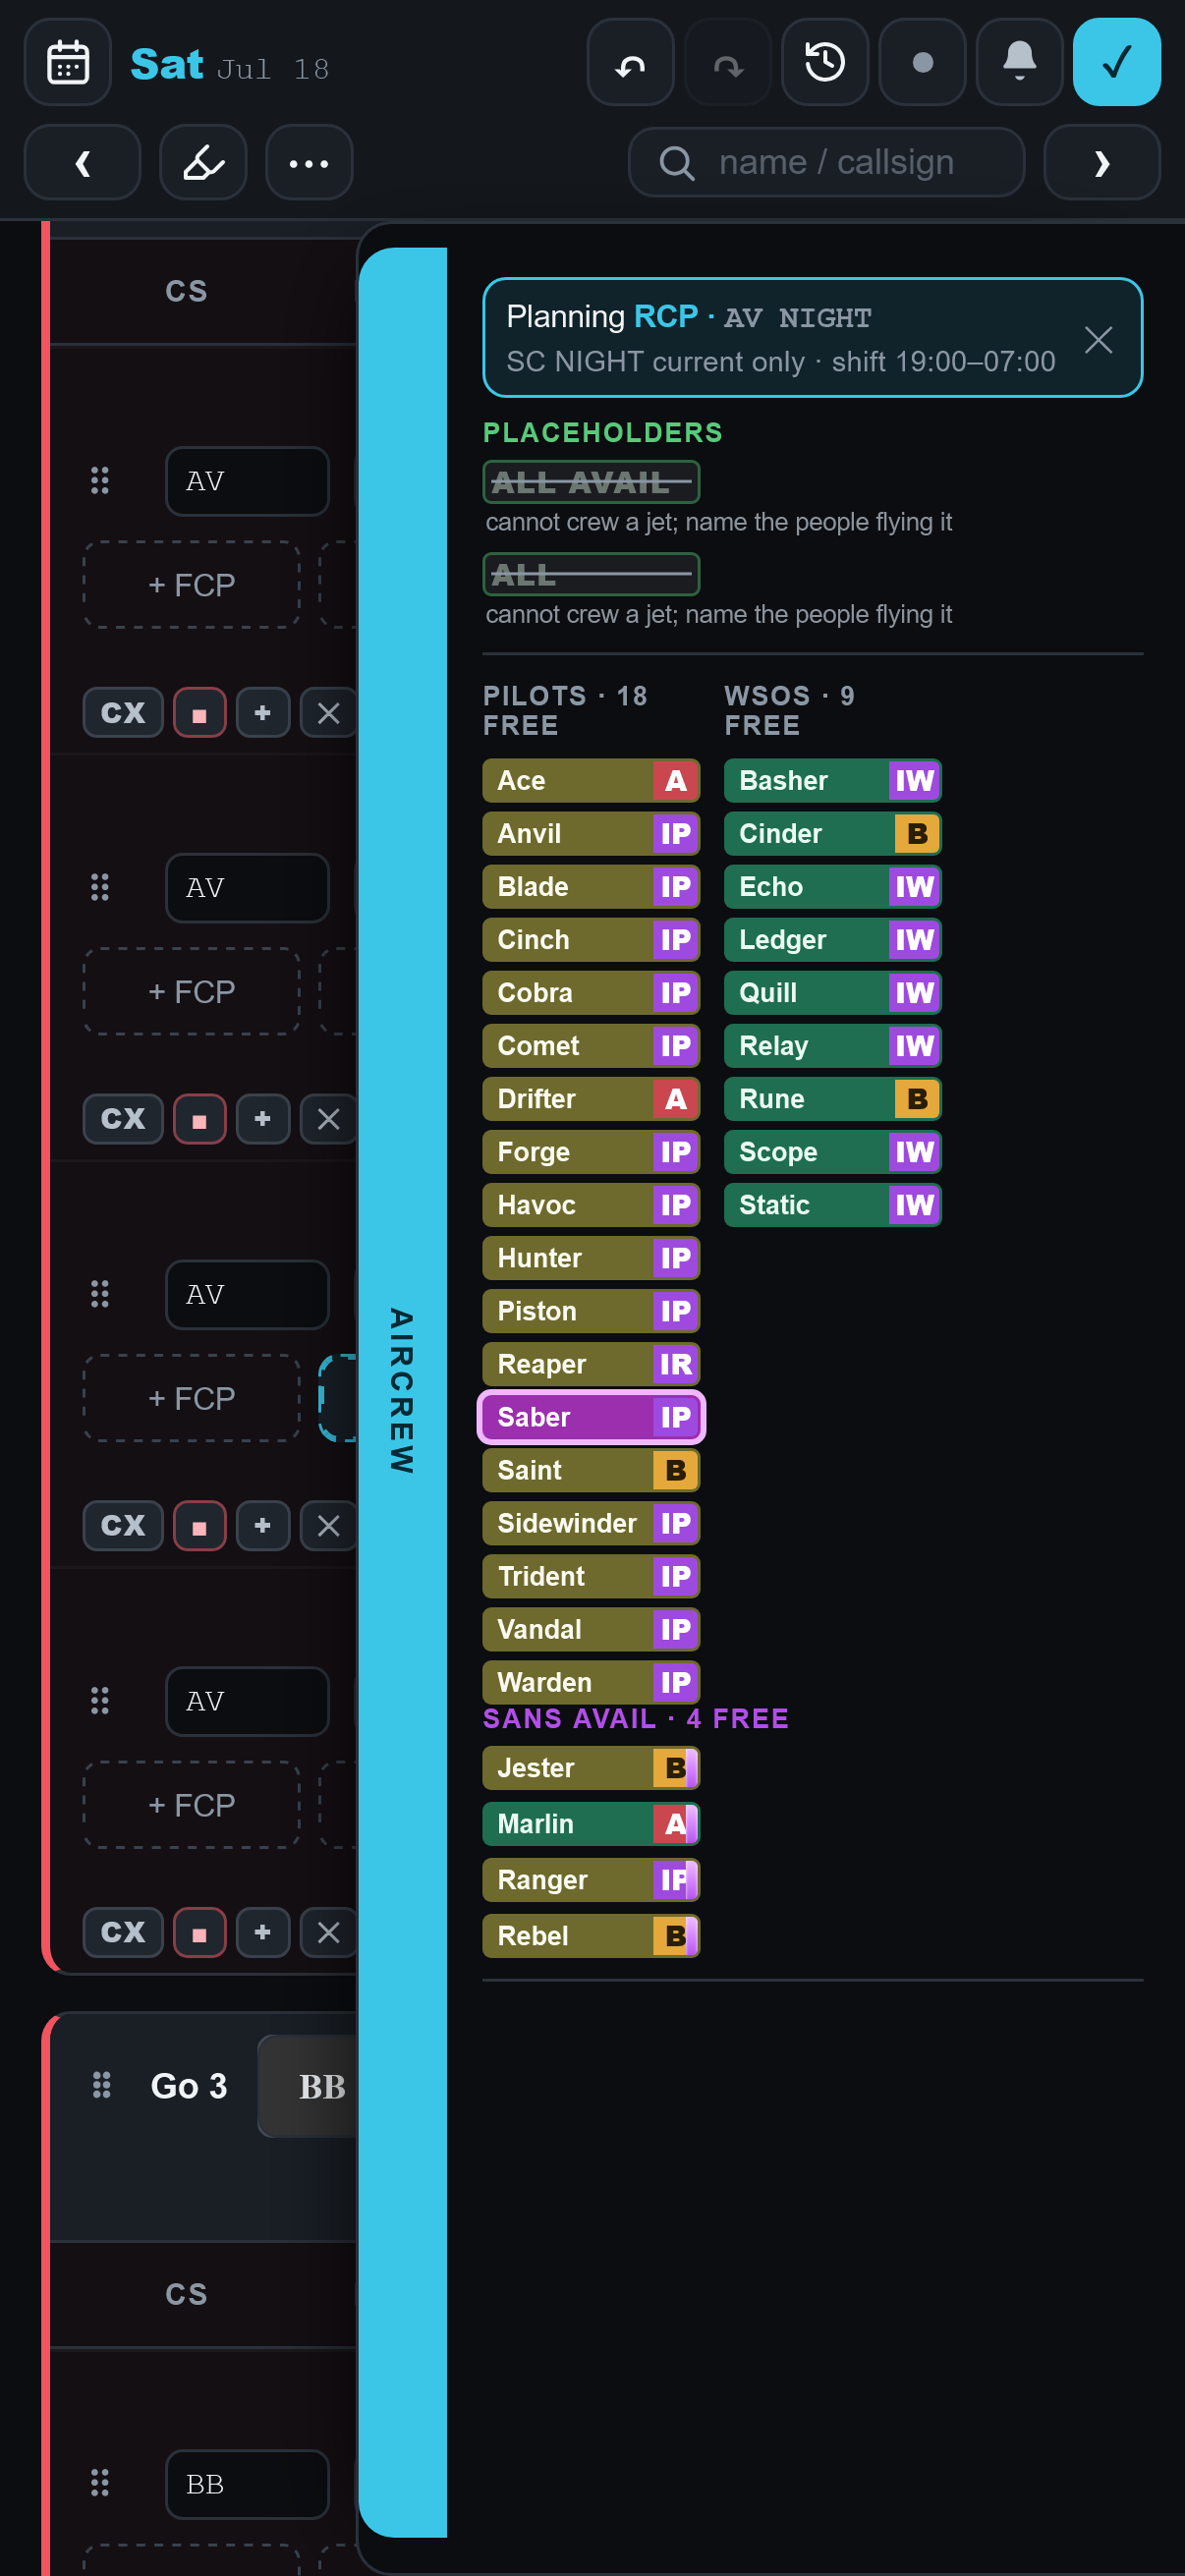 Sat Jul 18
name / callsign
CS
AV
+ FCP
CX
AV
+ FCP
CX
AV
+ FCP
CX
AV
+ FCP
CX
Go 3
BB
CS
BB
AIRCREW
Planning RCP · AV NIGHT
SC NIGHT current only · shift 19:00–07:00
PLACEHOLDERS
ALL AVAIL
cannot crew a jet; name the people flying it
ALL
cannot crew a jet; name the people flying it
PILOTS · 18 FREE
WSOS · 9 FREE
Ace A
Anvil IP
Blade IP
Cinch IP
Cobra IP
Comet IP
Drifter A
Forge IP
Havoc IP
Hunter IP
Piston IP
Reaper IR
Saber IP
Saint B
Sidewinder IP
Trident IP
Vandal IP
Warden IP
Basher IW
Cinder B
Echo IW
Ledger IW
Quill IW
Relay IW
Rune B
Scope IW
Static IW
SANS AVAIL · 4 FREE
Jester B
Marlin A
Ranger IP
Rebel B